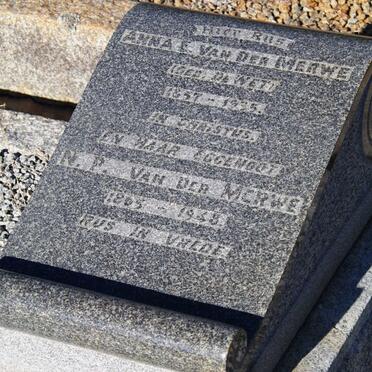 HIER RUS
ANNA E. VAN DER MERWE
(GEB. DE WET)
IN CHRISTUS
EN HAAR EGGENOOT
N. P. VAN DER MERWE
RUS IN VREDE